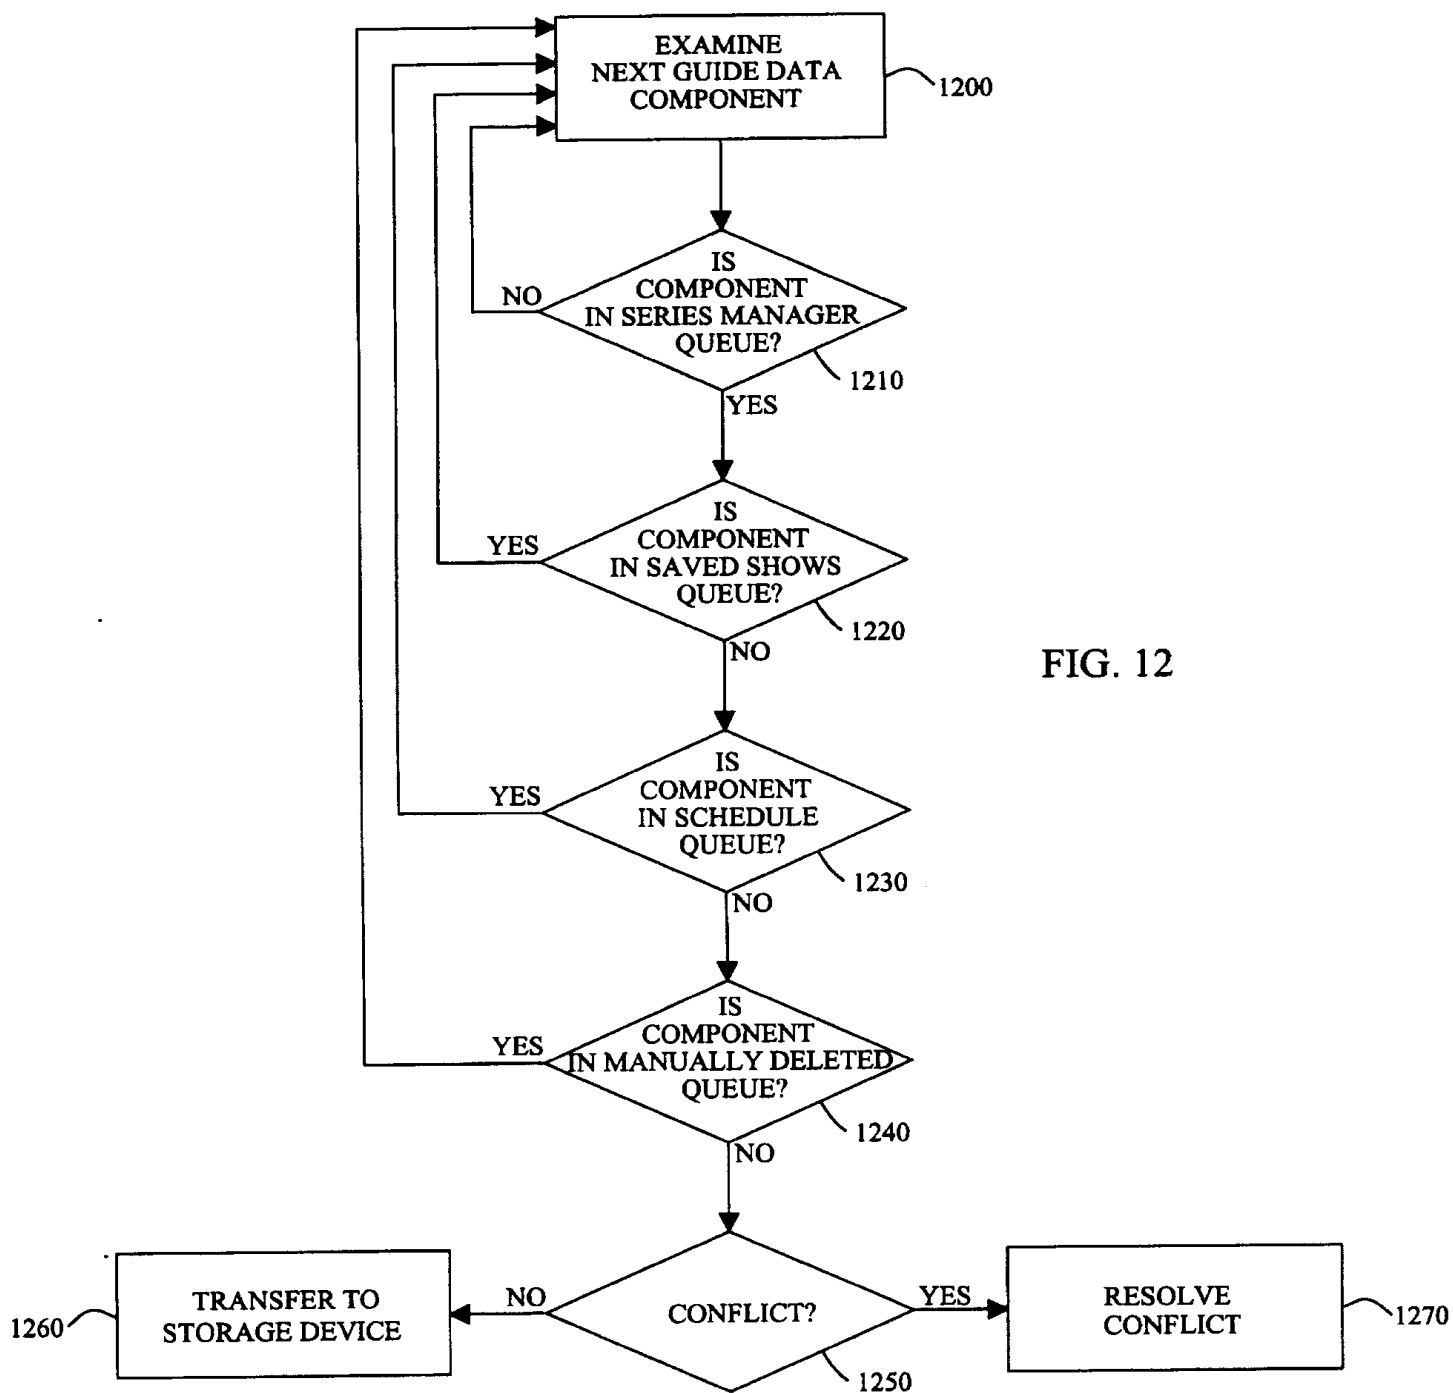 EXAMINE
NEXT GUIDE DATA
COMPONENT
1200
IS
COMPONENT
IN SERIES MANAGER
QUEUE?
NO
1210
YES
IS
COMPONENT
IN SAVED SHOWS
QUEUE?
YES
1220
NO
FIG. 12
IS
COMPONENT
IN SCHEDULE
QUEUE?
YES
1230
NO
IS
COMPONENT
IN MANUALLY DELETED
QUEUE?
YES
1240
NO
CONFLICT?
NO
YES
1250
TRANSFER TO
STORAGE DEVICE
1260
RESOLVE
CONFLICT
1270